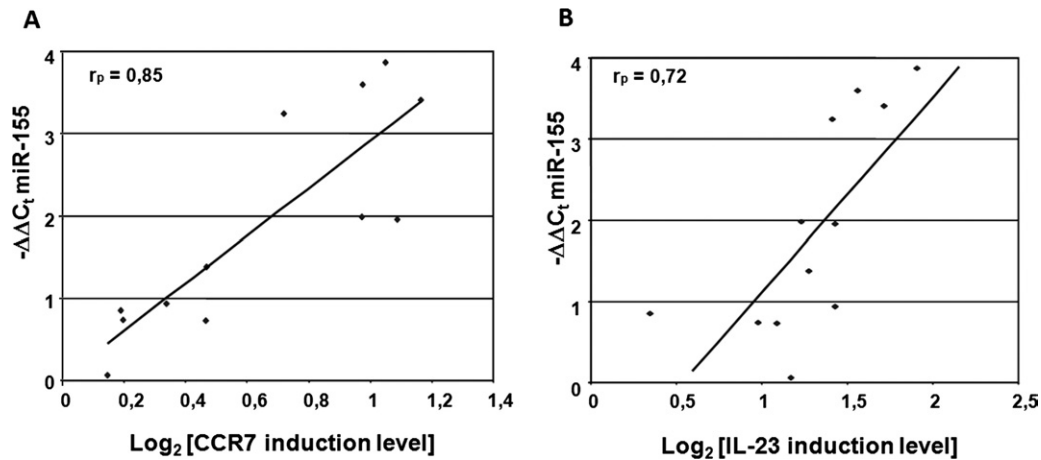 A
rp = 0,85
-ΔΔCt miR-155
4
3
2
1
0
0 0,2 0,4 0,6 0,8 1 1,2 1,4
Log2 [CCR7 induction level]
B
rp = 0,72
-ΔΔCt miR-155
4
3
2
1
0
0 0,5 1 1,5 2 2,5
Log2 [IL-23 induction level]